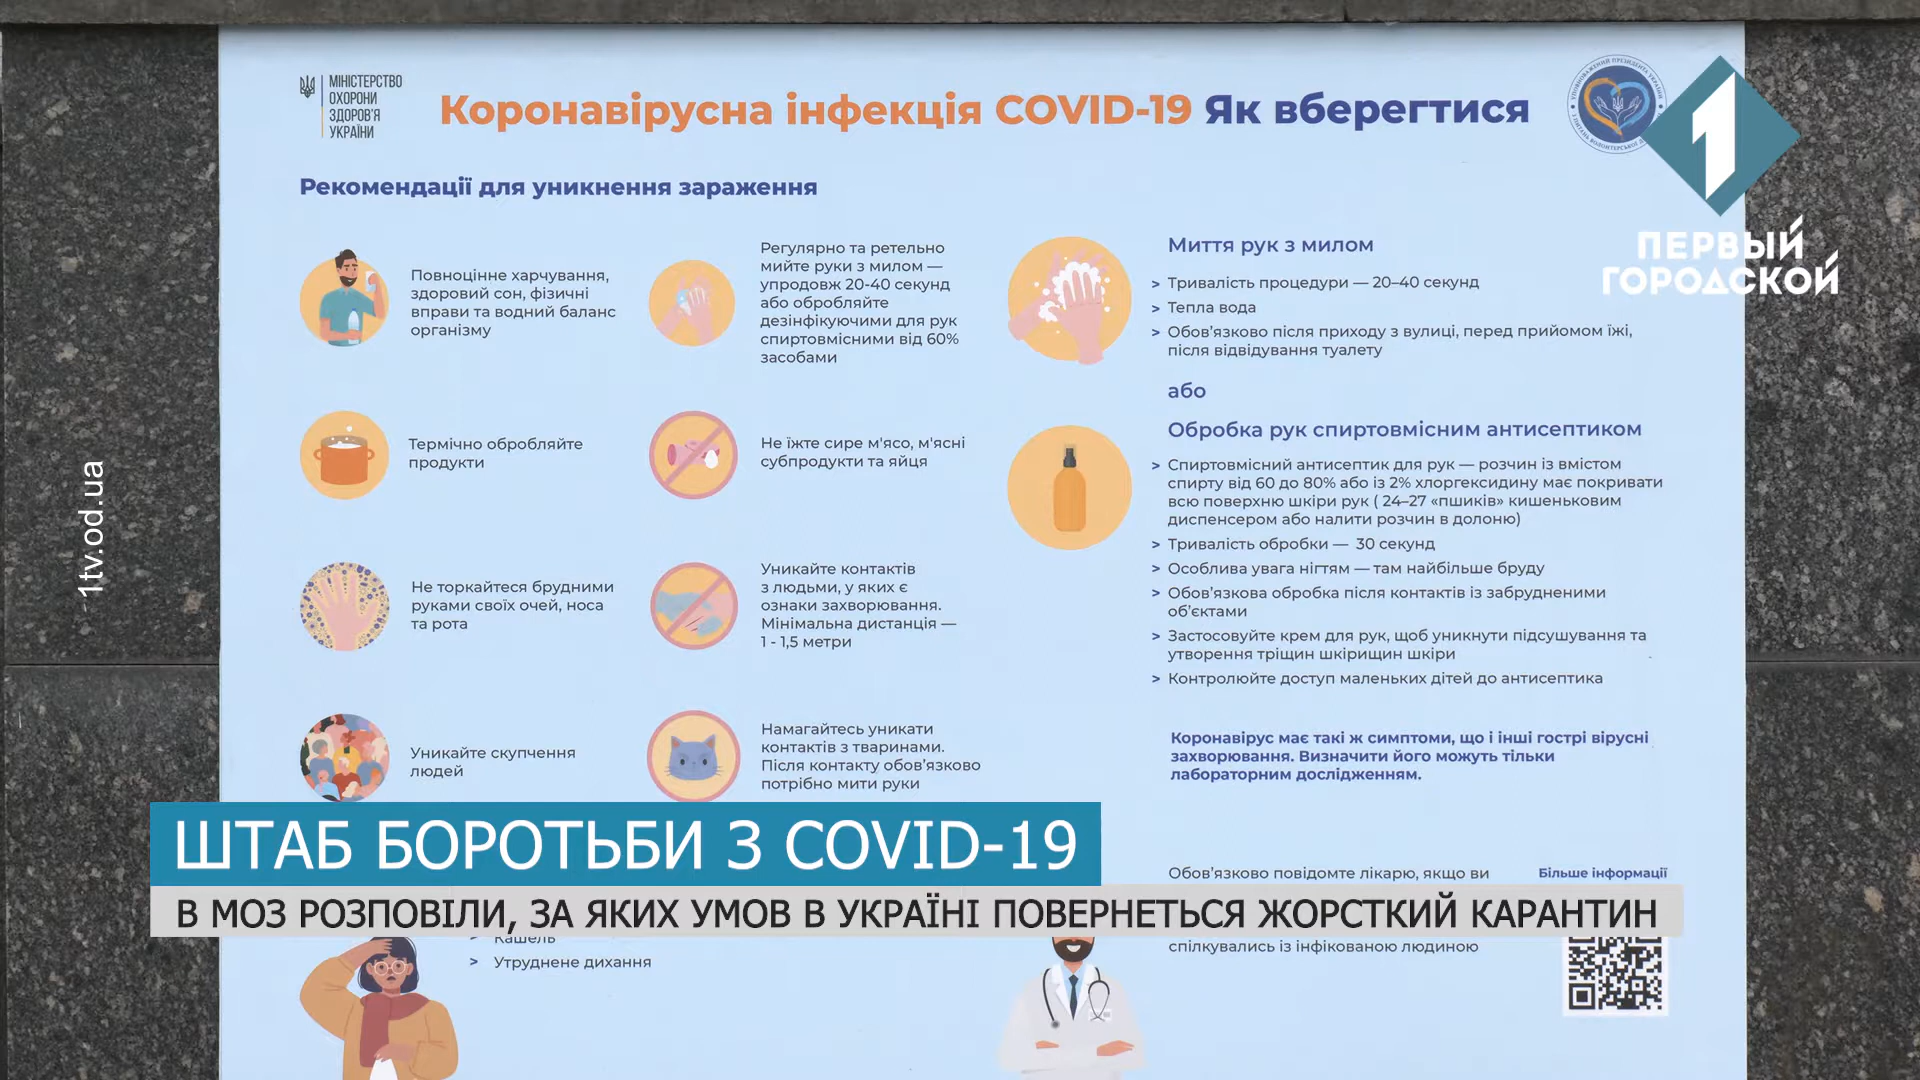 МІНІСТЕРСТВО
ОХОРОНИ
ЗДОРОВ'Я
УКРАЇНИ
Коронавірусна інфекція COVID-19 Як вберегтися
Рекомендації для уникнення зараження
Повноцінне харчування,
здоровий сон, фізичні
вправи та водний баланс
організму
Регулярно та ретельно
мийте руки з милом —
упродовж 20-40 секунд
або обробляйте
дезінфікуючими для рук
спиртовмісними від 60%
засобами
Термічно обробляйте
продукти
Не їжте сире м'ясо, м'ясні
субпродукти та яйця
Не торкайтеся брудними
руками своїх очей, носа
та рота
Уникайте контактів
з людьми, у яких є
ознаки захворювання.
Мінімальна дистанція —
1 - 1,5 метри
Уникайте скупчення
людей
Намагайтесь уникати
контактів з тваринами.
Після контакту обов'язково
потрібно мити руки
Миття рук з милом
> Тривалість процедури — 20–40 секунд
> Тепла вода
> Обов'язково після приходу з вулиці, перед прийомом їжі,
після відвідування туалету
або
Обробка рук спиртовмісним антисептиком
> Спиртовмісний антисептик для рук — розчин із вмістом
спирту від 60 до 80% або із 2% хлоргексидину має покривати
всю поверхню шкіри рук ( 24–27 «пшиків» кишеньковим
диспенсером або налити розчин в долоню)
> Тривалість обробки — 30 секунд
> Особлива увага нігтям — там найбільше бруду
> Обов'язкова обробка після контактів із забрудненими
об'єктами
> Застосовуйте крем для рук, щоб уникнути підсушування та
утворення тріщин шкірищин шкіри
> Контролюйте доступ маленьких дітей до антисептика
Коронавірус має такі ж симптоми, що і інші гострі вірусні
захворювання. Визначити його можуть тільки
лабораторним дослідженням.
Обов'язково повідомте лікарю, якщо ви
спілкувались із інфікованою людиною
Більше інформації
> Кашель
> Утруднене дихання
1
ПЕРВЫЙ
ГОРОДСКОЙ
1tv.od.ua
ШТАБ БОРОТЬБИ З COVID-19
В МОЗ РОЗПОВІЛИ, ЗА ЯКИХ УМОВ В УКРАЇНІ ПОВЕРНЕТЬСЯ ЖОРСТКИЙ КАРАНТИН